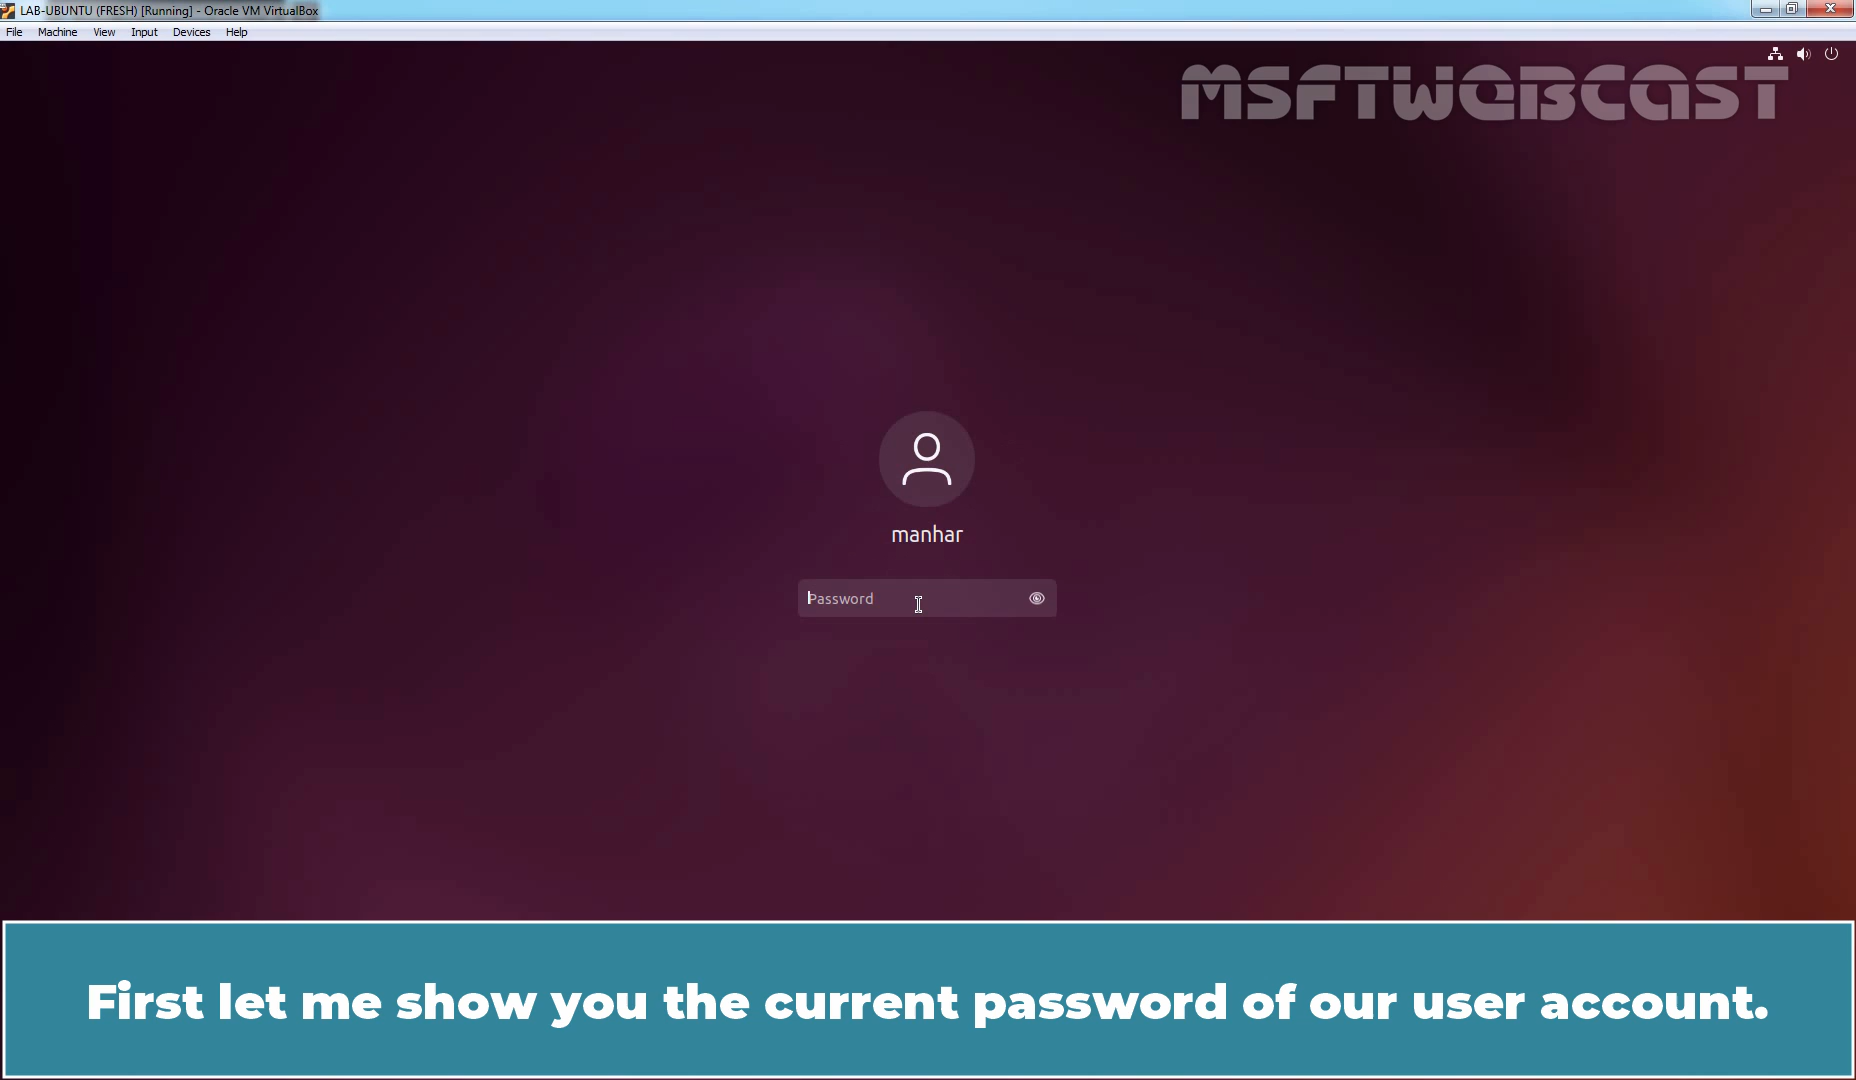 LAB-UBUNTU (FRESH) [Running] - Oracle VM VirtualBox
File Machine View Input Devices Help
MSFTWEBCAST
manhar
Password
First let me show you the current password of our user account.